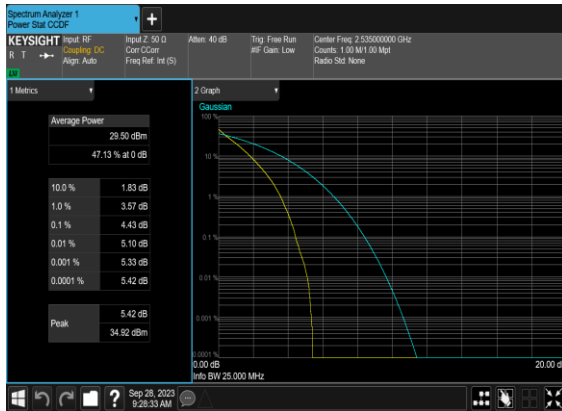 Spectrum Analyzer 1
Power Stat CCDF
KEYSIGHT
R T
Input: RF
Coupling: DC
Align: Auto
Input Z: 50 Ω
Corr CCorr
Freq Ref: Int (S)
Atten: 40 dB
Trig: Free Run
#IF Gain: Low
Center Freq: 2.535000000 GHz
Counts: 1.00 M/1.00 Mpt
Radio Std: None
1 Metrics
Average Power
29.50 dBm
47.13 % at 0 dB
10.0 % 1.83 dB
1.0 % 3.57 dB
0.1 % 4.43 dB
0.01 % 5.10 dB
0.001 % 5.33 dB
0.0001 % 5.42 dB
Peak
5.42 dB
34.92 dBm
2 Graph
Gaussian
100 %
10 %
1 %
0.1 %
0.01 %
0.001 %
0.0001 %
0.00 dB
20.00 d
Info BW 25.000 MHz
?
Sep 28, 2023
9:28:33 AM